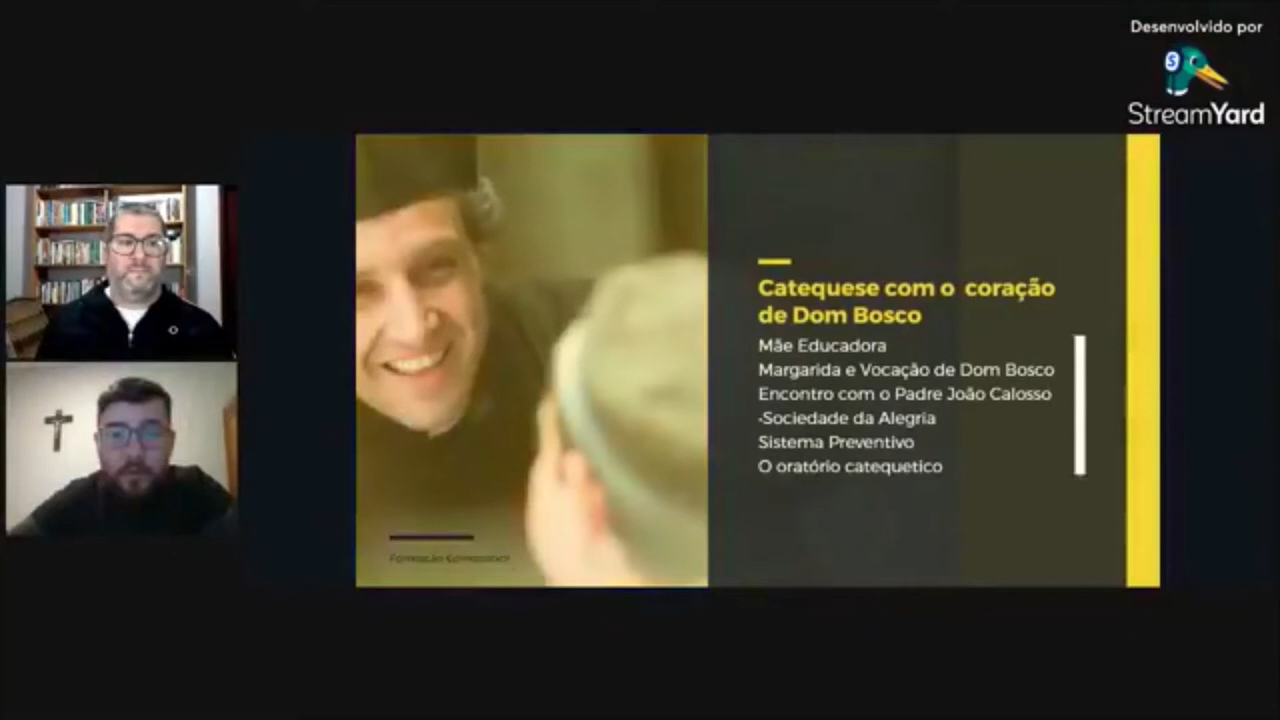 Desenvolvido por
StreamYard
Catequese com o coração
de Dom Bosco
Mãe Educadora
Margarida e Vocação de Dom Bosco
Encontro com o Padre João Calosso
-Sociedade da Alegria
Sistema Preventivo
O oratório catequetico
Formação